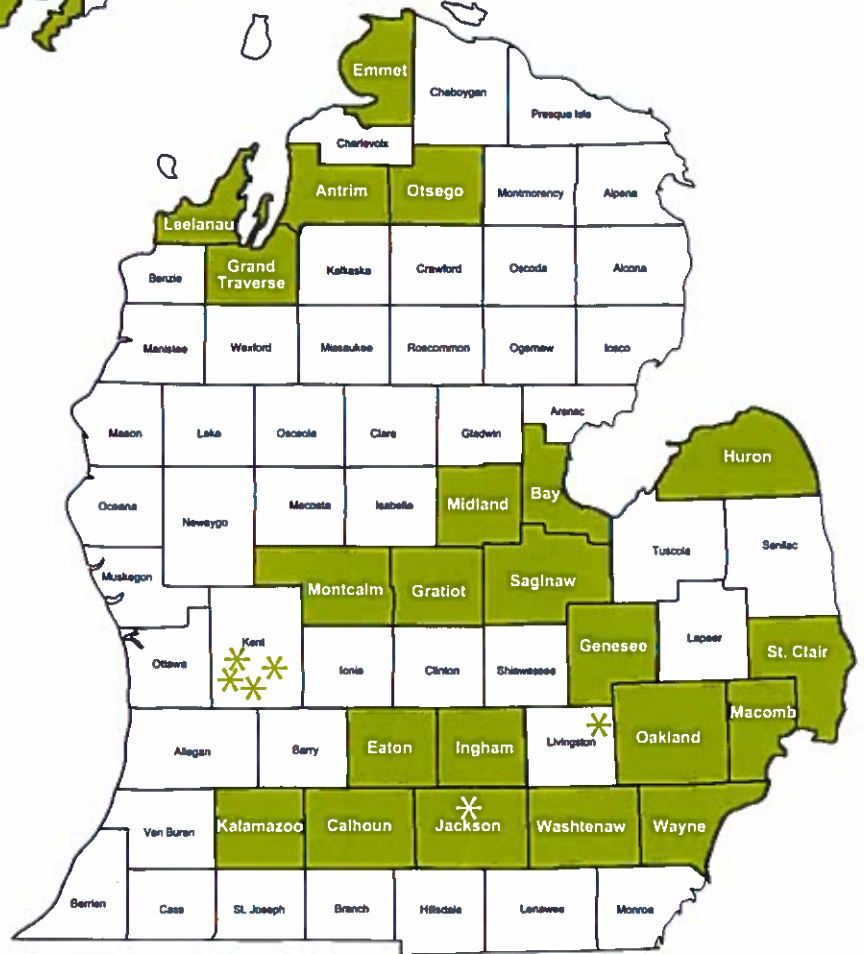 Emmet
Cheboygan
Presque Isle
Charlevoix
Antrim
Otsego
Montmorency
Alpena
Leelanau
Benzie
Grand
Traverse
Kalkaska
Crawford
Oscoda
Alcona
Manistee
Wexford
Missaukee
Roscommon
Ogemaw
Iosco
Arenac
Mason
Lake
Osceola
Clare
Gladwin
Huron
Oceana
Newaygo
Mecosta
Isabella
Midland
Bay
Tuscola
Sanilac
Muskegon
Montcalm
Gratiot
Saginaw
Kent
Ottawa
Ionia
Clinton
Shiawassee
Genesee
Lapeer
St. Clair
Allegan
Barry
Eaton
Ingham
Livingston
Oakland
Macomb
Van Buren
Kalamazoo
Calhoun
Jackson
Washtenaw
Wayne
Berrien
Cass
St. Joseph
Branch
Hillsdale
Lenawee
Monroe